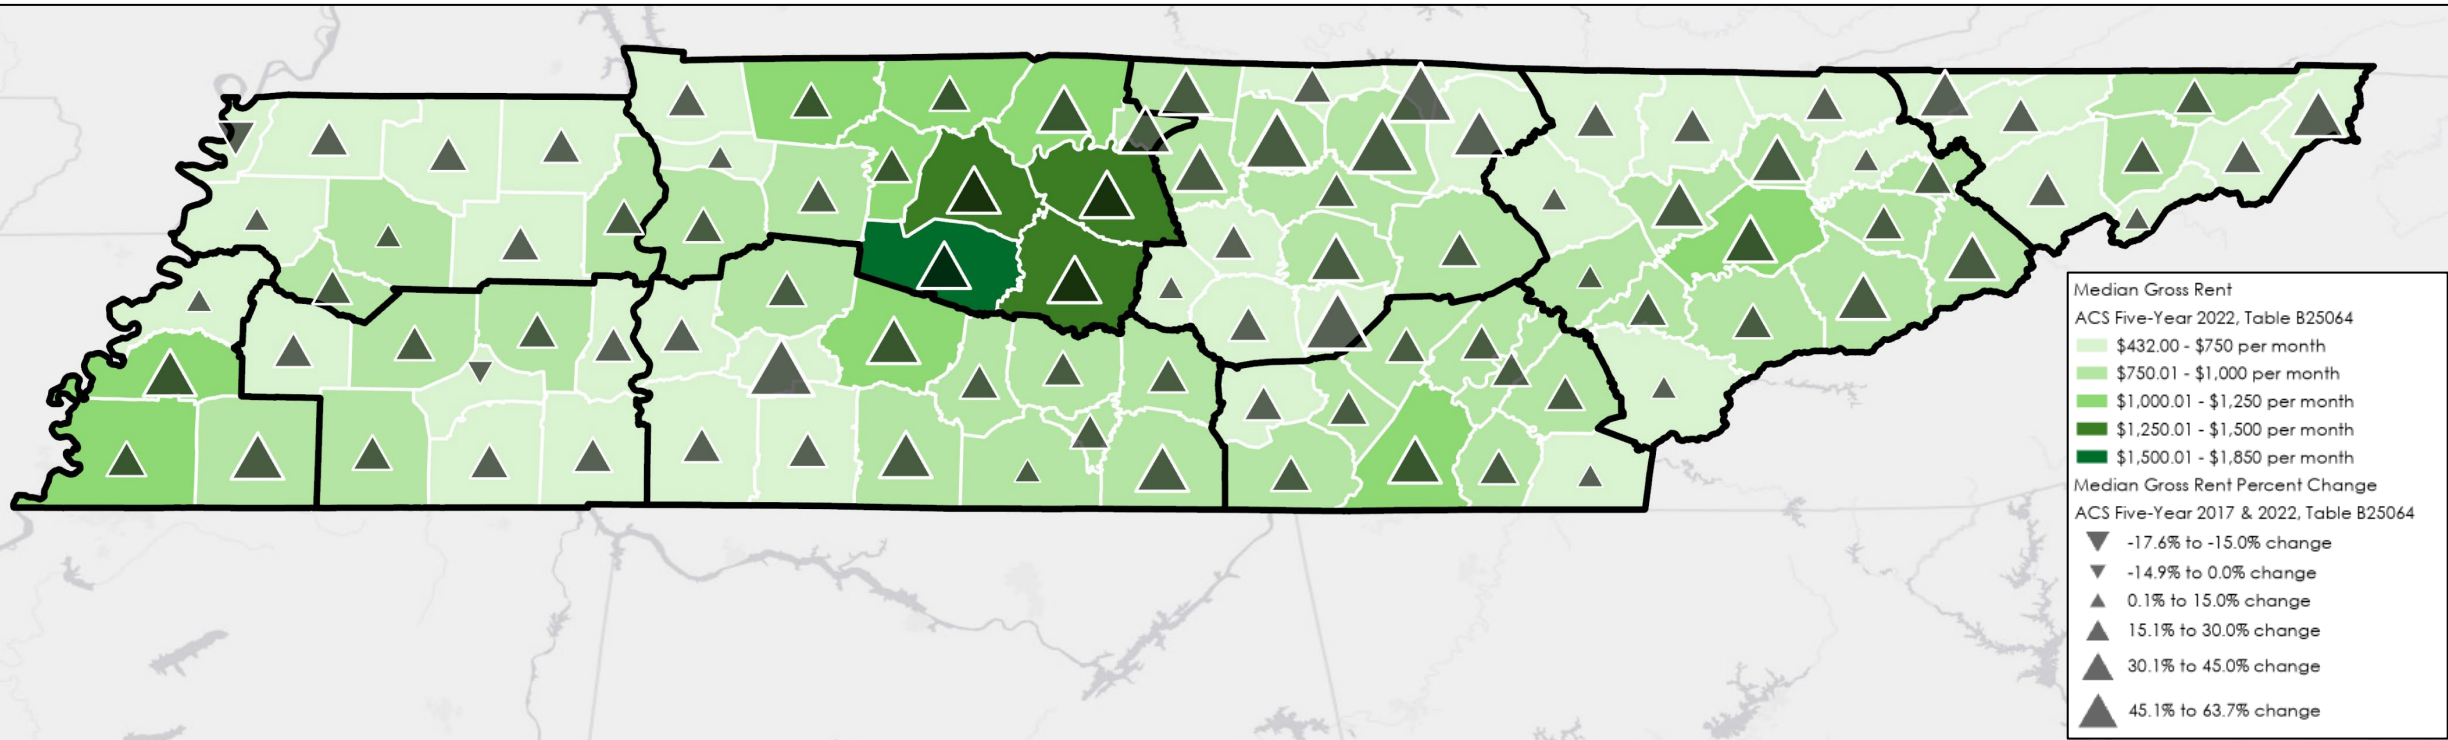 Median Gross Rent
ACS Five-Year 2022, Table B25064
$432.00 - $750 per month
$750.01 - $1,000 per month
$1,000.01 - $1,250 per month
$1,250.01 - $1,500 per month
$1,500.01 - $1,850 per month
Median Gross Rent Percent Change
ACS Five-Year 2017 & 2022, Table B25064
-17.6% to -15.0% change
-14.9% to 0.0% change
0.1% to 15.0% change
15.1% to 30.0% change
30.1% to 45.0% change
45.1% to 63.7% change